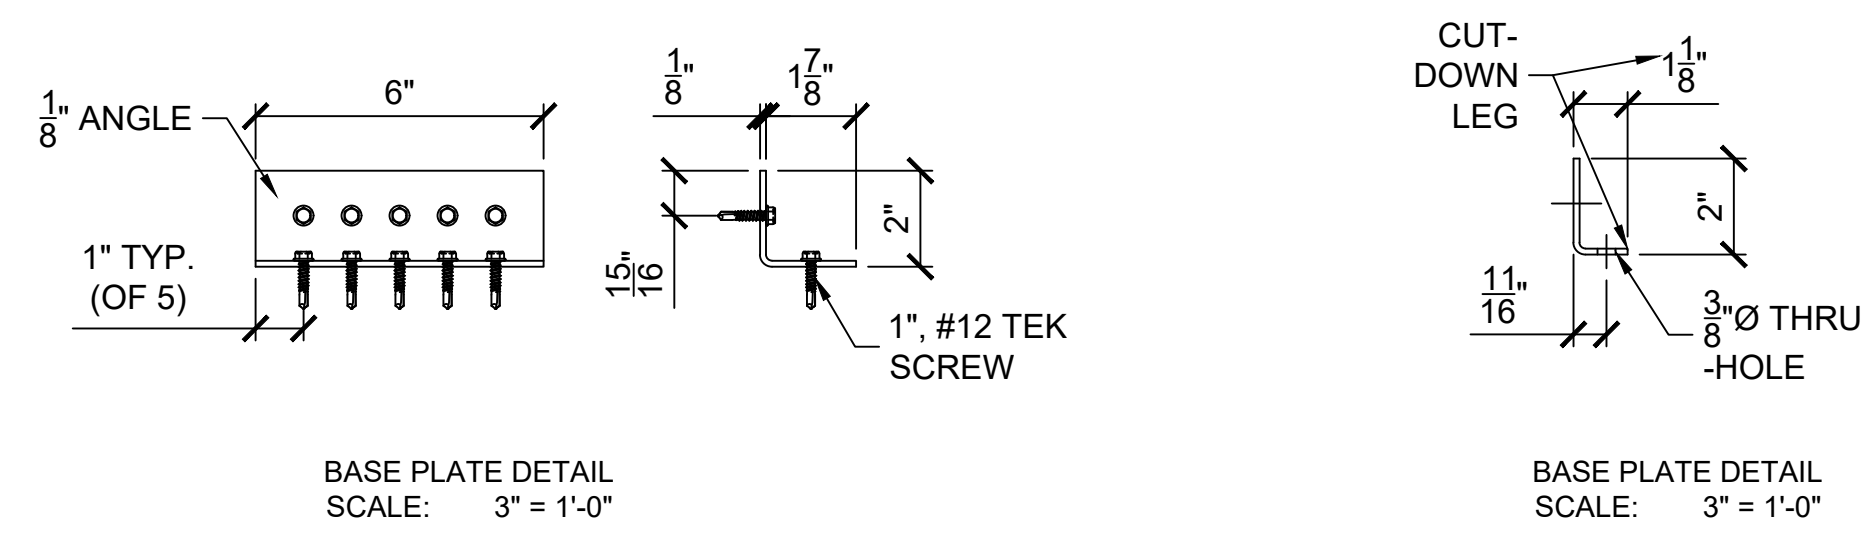 1/8" ANGLE
6"
1" TYP.
(OF 5)
1/8"
1 7/8"
15/16"
2"
1", #12 TEK
SCREW
BASE PLATE DETAIL
SCALE: 3" = 1'-0"
CUT-
DOWN
LEG
1 1/8"
2"
11/16"
3/8"Ø THRU
-HOLE
BASE PLATE DETAIL
SCALE: 3" = 1'-0"